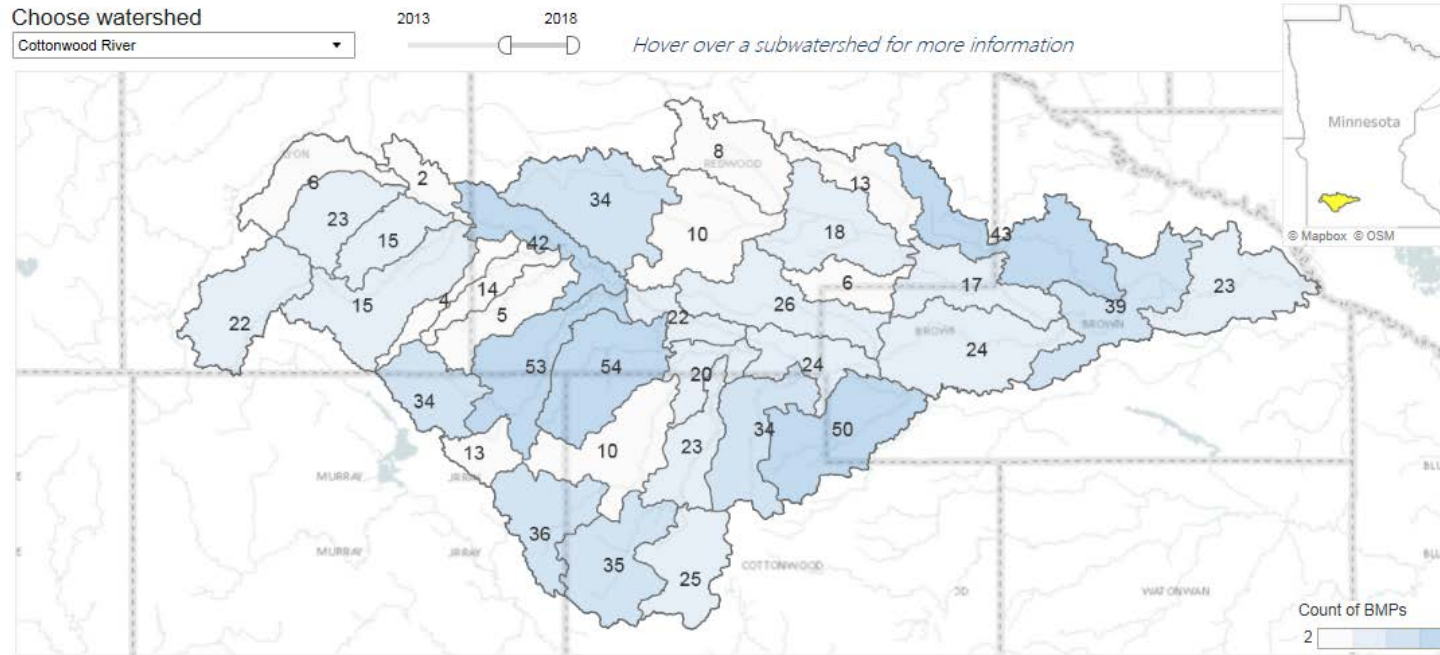 Choose watershed
2013 2018
Cottonwood River
Hover over a subwatershed for more information
Minnesota
© Mapbox © OSM
8
REDWOOD
6
2
13
34
23
15
10
18
42
43
22
15
4
14
5
22
26
6
17
39
23
BROWN
BROWN
24
53
54
20
24
34
13
10
23
34
50
MURRAY
36
35
25
MURRAY
JRRAY
COTTONWOOD
WATONWAN
Count of BMPs
2